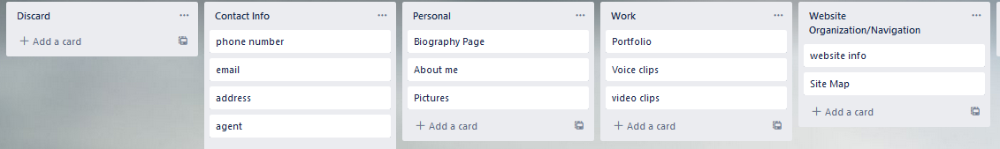 Discard
+ Add a card
Contact Info
phone number
email
address
agent
Personal
Biography Page
About me
Pictures
+ Add a card
Work
Portfolio
Voice clips
video clips
+ Add a card
Website
Organization/Navigation
website info
Site Map
+ Add a card